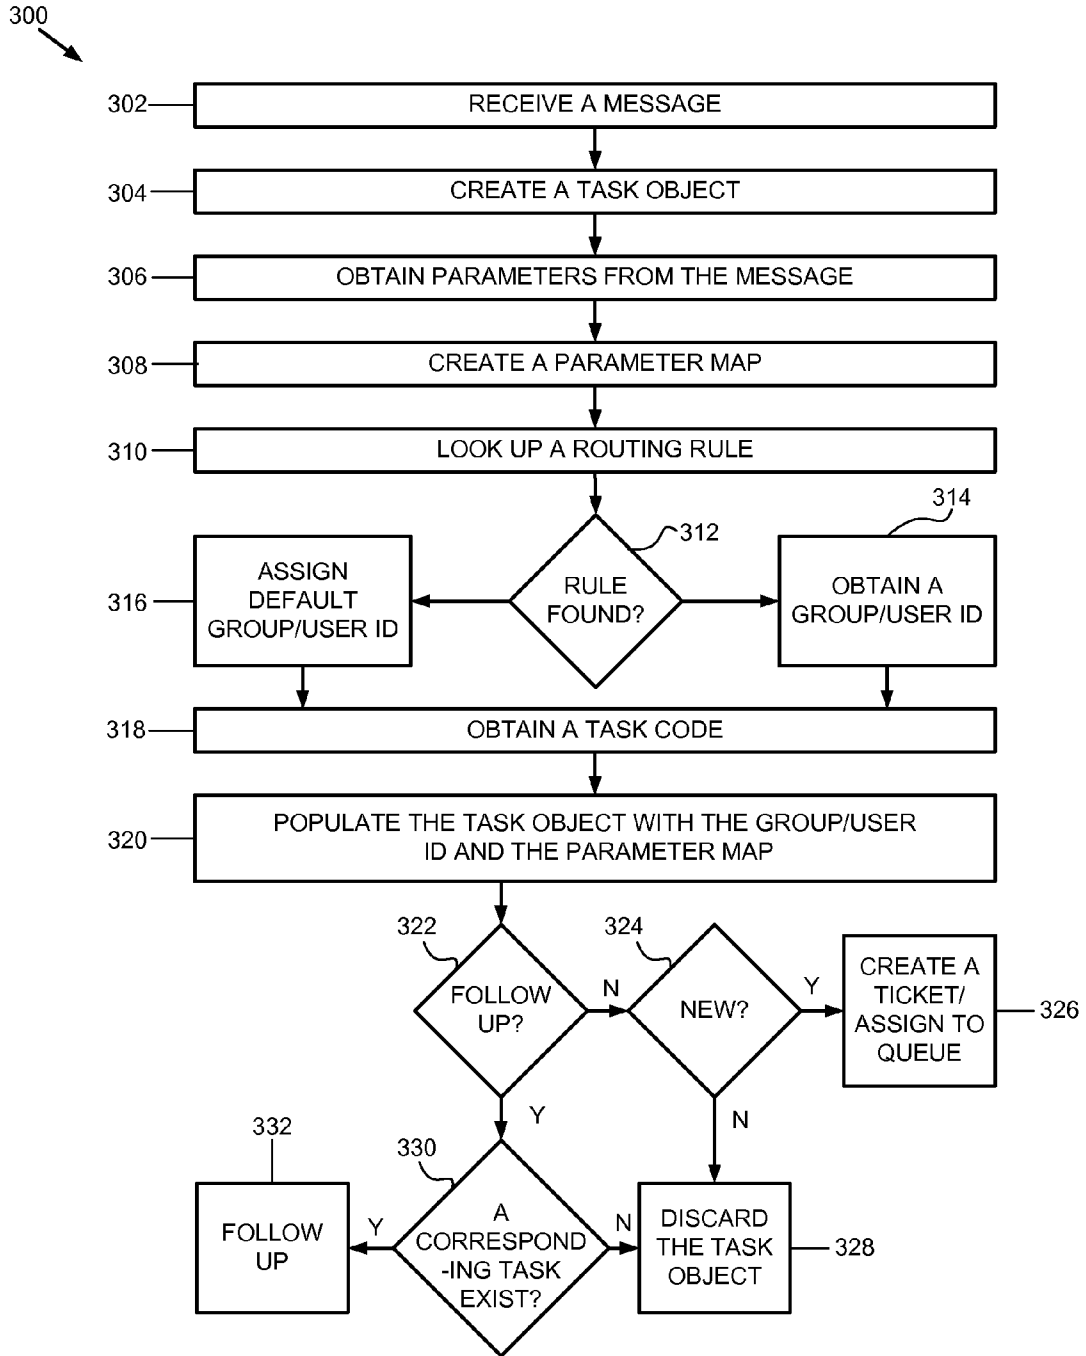 300
302
RECEIVE A MESSAGE
304
CREATE A TASK OBJECT
306
OBTAIN PARAMETERS FROM THE MESSAGE
308
CREATE A PARAMETER MAP
310
LOOK UP A ROUTING RULE
312
314
316
ASSIGN
DEFAULT
GROUP/USER ID
RULE
FOUND?
OBTAIN A
GROUP/USER ID
318
OBTAIN A TASK CODE
320
POPULATE THE TASK OBJECT WITH THE GROUP/USER
ID AND THE PARAMETER MAP
322
FOLLOW
UP?
N
324
NEW?
Y
CREATE A
TICKET/
ASSIGN TO
QUEUE
326
Y
N
332
FOLLOW
UP
Y
330
A
CORRESPOND
-ING TASK
EXIST?
N
DISCARD
THE TASK
OBJECT
328